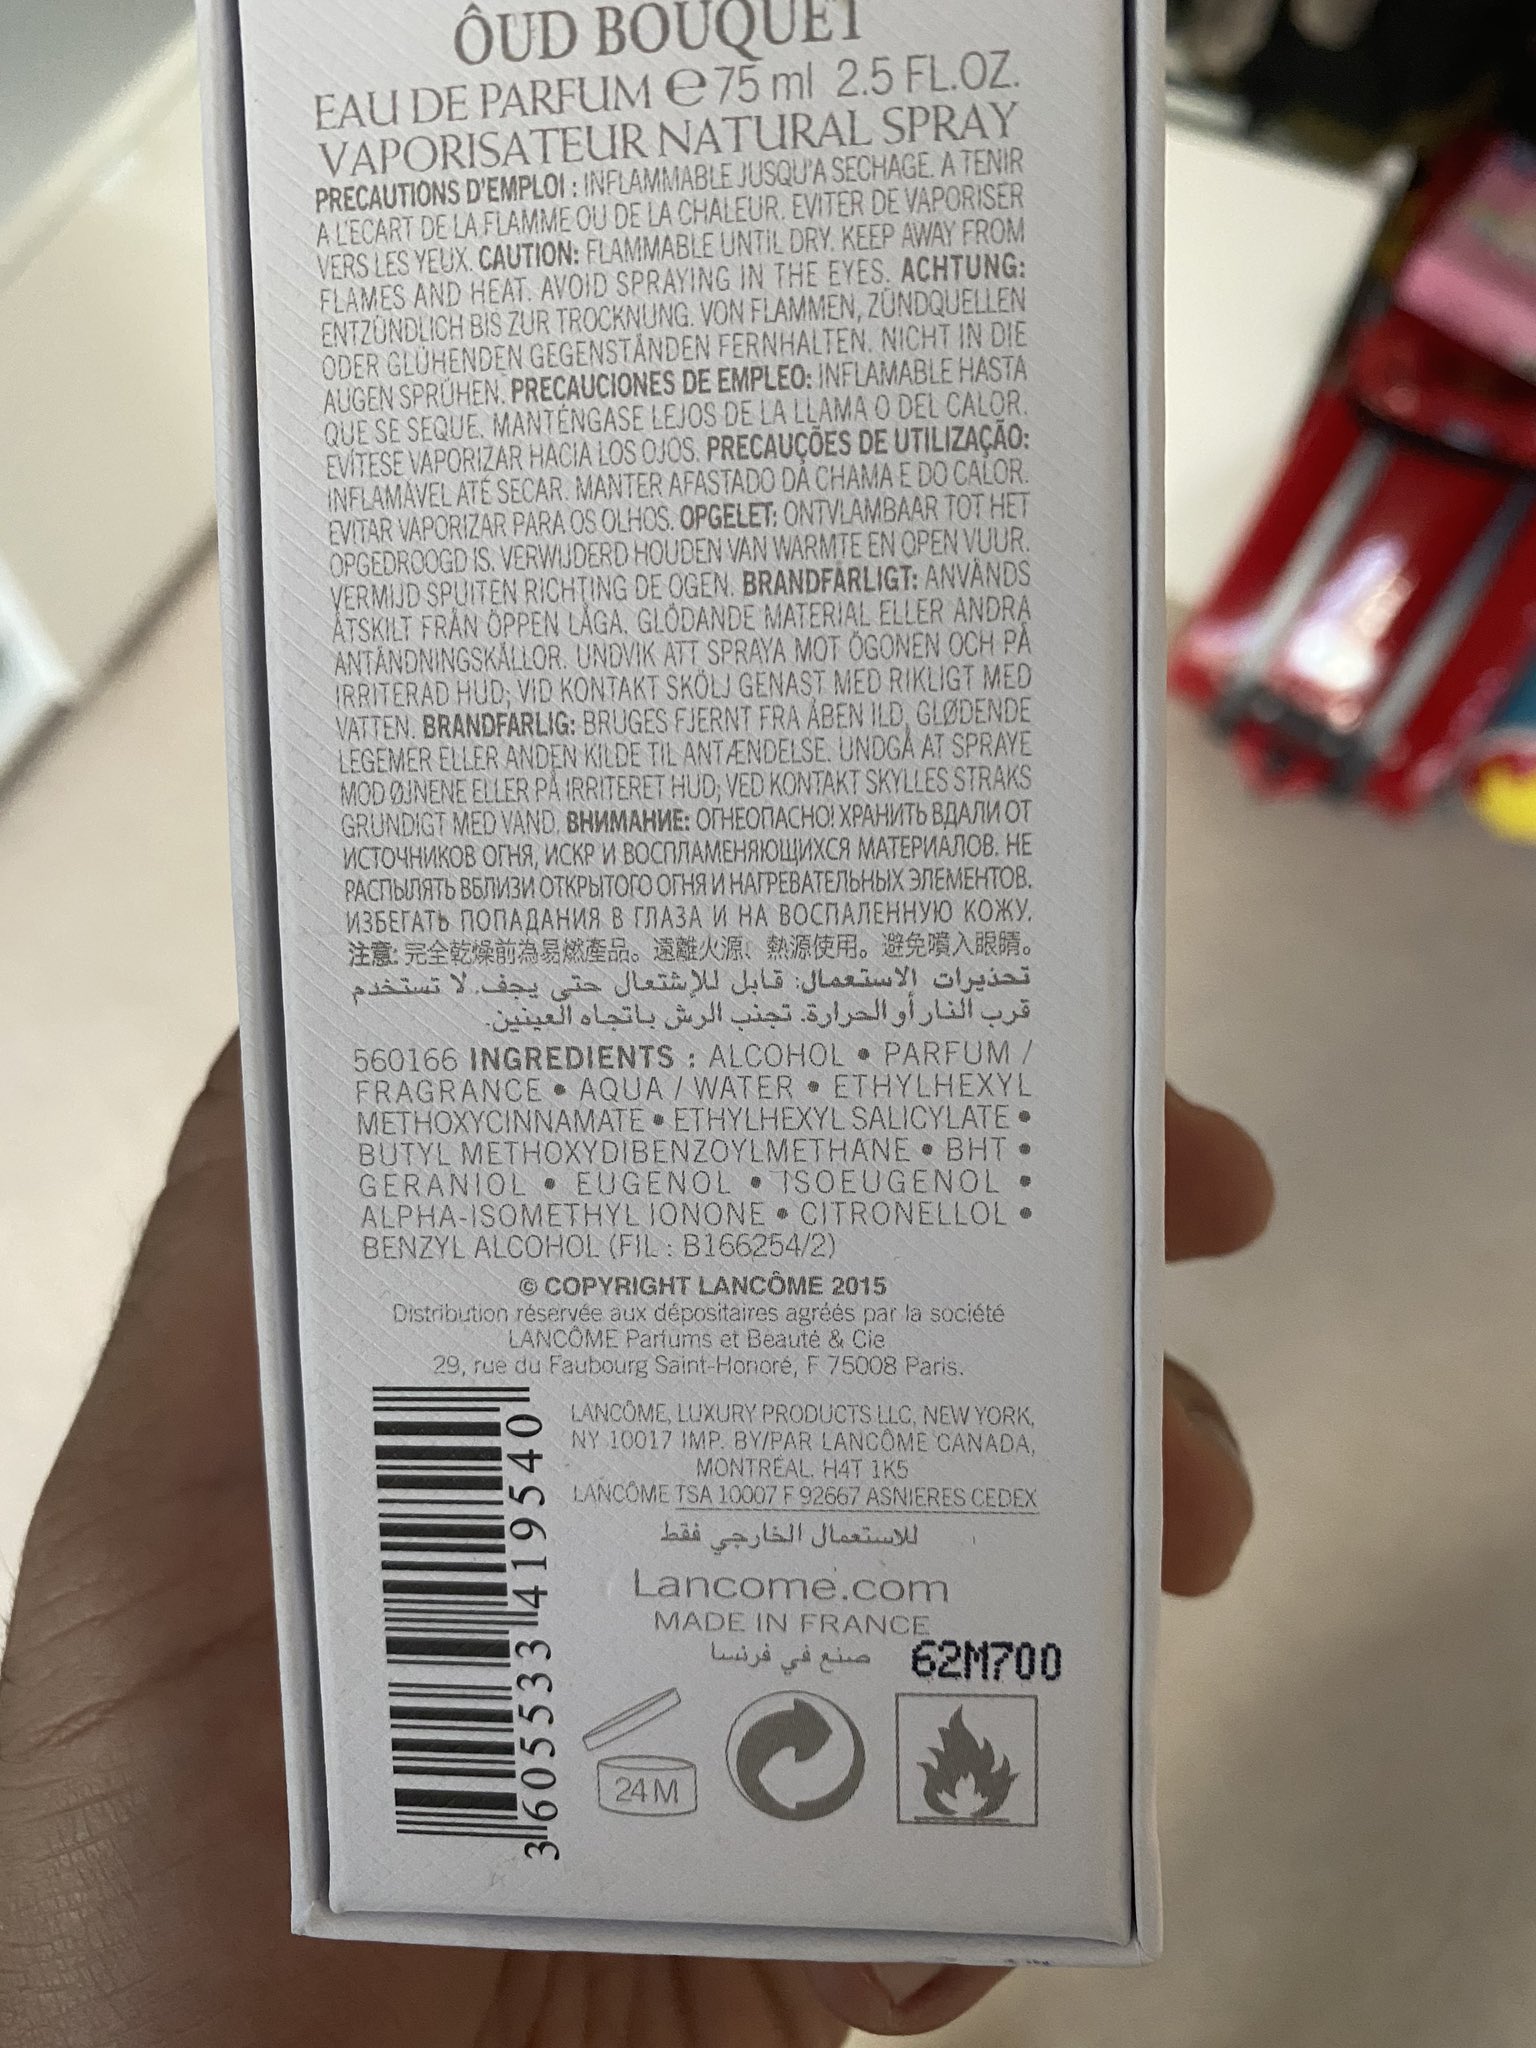 ÔUD BOUQUET
EAU DE PARFUM ℮ 75 ml 2.5 FL.OZ.
VAPORISATEUR NATURAL SPRAY
PRECAUTIONS D'EMPLOI : INFLAMMABLE JUSQU'A SECHAGE. A TENIR
A L'ECART DE LA FLAMME OU DE LA CHALEUR. EVITER DE VAPORISER
VERS LES YEUX. CAUTION: FLAMMABLE UNTIL DRY. KEEP AWAY FROM
FLAMES AND HEAT. AVOID SPRAYING IN THE EYES. ACHTUNG:
ENTZÜNDLICH BIS ZUR TROCKNUNG. VON FLAMMEN, ZÜNDQUELLEN
ODER GLÜHENDEN GEGENSTÄNDEN FERNHALTEN. NICHT IN DIE
AUGEN SPRÜHEN. PRECAUCIONES DE EMPLEO: INFLAMABLE HASTA
QUE SE SEQUE. MANTÉNGASE LEJOS DE LA LLAMA O DEL CALOR.
EVÍTESE VAPORIZAR HACIA LOS OJOS. PRECAUÇÕES DE UTILIZAÇÃO:
INFLAMÁVEL ATÉ SECAR. MANTER AFASTADO DA CHAMA E DO CALOR.
EVITAR VAPORIZAR PARA OS OLHOS. OPGELET: ONTVLAMBAAR TOT HET
OPGEDROOGD IS. VERWIJDERD HOUDEN VAN WARMTE EN OPEN VUUR.
VERMIJD SPUITEN RICHTING DE OGEN. BRANDFARLIGT: ANVÄNDS
ÅTSKILT FRÅN ÖPPEN LÅGA, GLÖDANDE MATERIAL ELLER ANDRA
ANTÄNDNINGSKÄLLOR. UNDVIK ATT SPRAYA MOT ÖGONEN OCH PÅ
IRRITERAD HUD; VID KONTAKT SKÖLJ GENAST MED RIKLIGT MED
VATTEN. BRANDFARLIG: BRUGES FJERNT FRA ÅBEN ILD, GLØDENDE
LEGEMER ELLER ANDEN KILDE TIL ANTÆNDELSE. UNDGÅ AT SPRAYE
MOD ØJNENE ELLER PÅ IRRITERET HUD; VED KONTAKT SKYLLES STRAKS
GRUNDIGT MED VAND. ВНИМАНИЕ: ОГНЕОПАСНО! ХРАНИТЬ ВДАЛИ ОТ
ИСТОЧНИКОВ ОГНЯ, ИСКР И ВОСПЛАМЕНЯЮЩИХСЯ МАТЕРИАЛОВ. НЕ
РАСПЫЛЯТЬ ВБЛИЗИ ОТКРЫТОГО ОГНЯ И НАГРЕВАТЕЛЬНЫХ ЭЛЕМЕНТОВ.
ИЗБЕГАТЬ ПОПАДАНИЯ В ГЛАЗА И НА ВОСПАЛЕННУЮ КОЖУ.
注意: 完全乾燥前為易燃產品。遠離火源、熱源使用。避免噴入眼睛。
تحذيرات الاستعمال: قابل للإشتعال حتى يجف. لا تستخدم
قرب النار أو الحرارة. تجنب الرش باتجاه العينين.
560166 INGREDIENTS : ALCOHOL • PARFUM /
FRAGRANCE • AQUA / WATER • ETHYLHEXYL
METHOXYCINNAMATE • ETHYLHEXYL SALICYLATE •
BUTYL METHOXYDIBENZOYLMETHANE • BHT •
GERANIOL • EUGENOL • ISOEUGENOL •
ALPHA-ISOMETHYL IONONE • CITRONELLOL •
BENZYL ALCOHOL (FIL : B166254/2)
© COPYRIGHT LANCÔME 2015
Distribution réservée aux dépositaires agréés par la société
LANCÔME Parfums et Beauté & Cie
29, rue du Faubourg Saint-Honoré, F 75008 Paris.
LANCÔME, LUXURY PRODUCTS LLC, NEW YORK,
NY 10017 IMP. BY/PAR LANCÔME CANADA,
MONTRÉAL. H4T 1K5
LANCÔME TSA 10007 F 92667 ASNIERES CEDEX
للاستعمال الخارجي فقط
Lancome.com
MADE IN FRANCE
صنع في فرنسا
62M700
3605533419540
24M